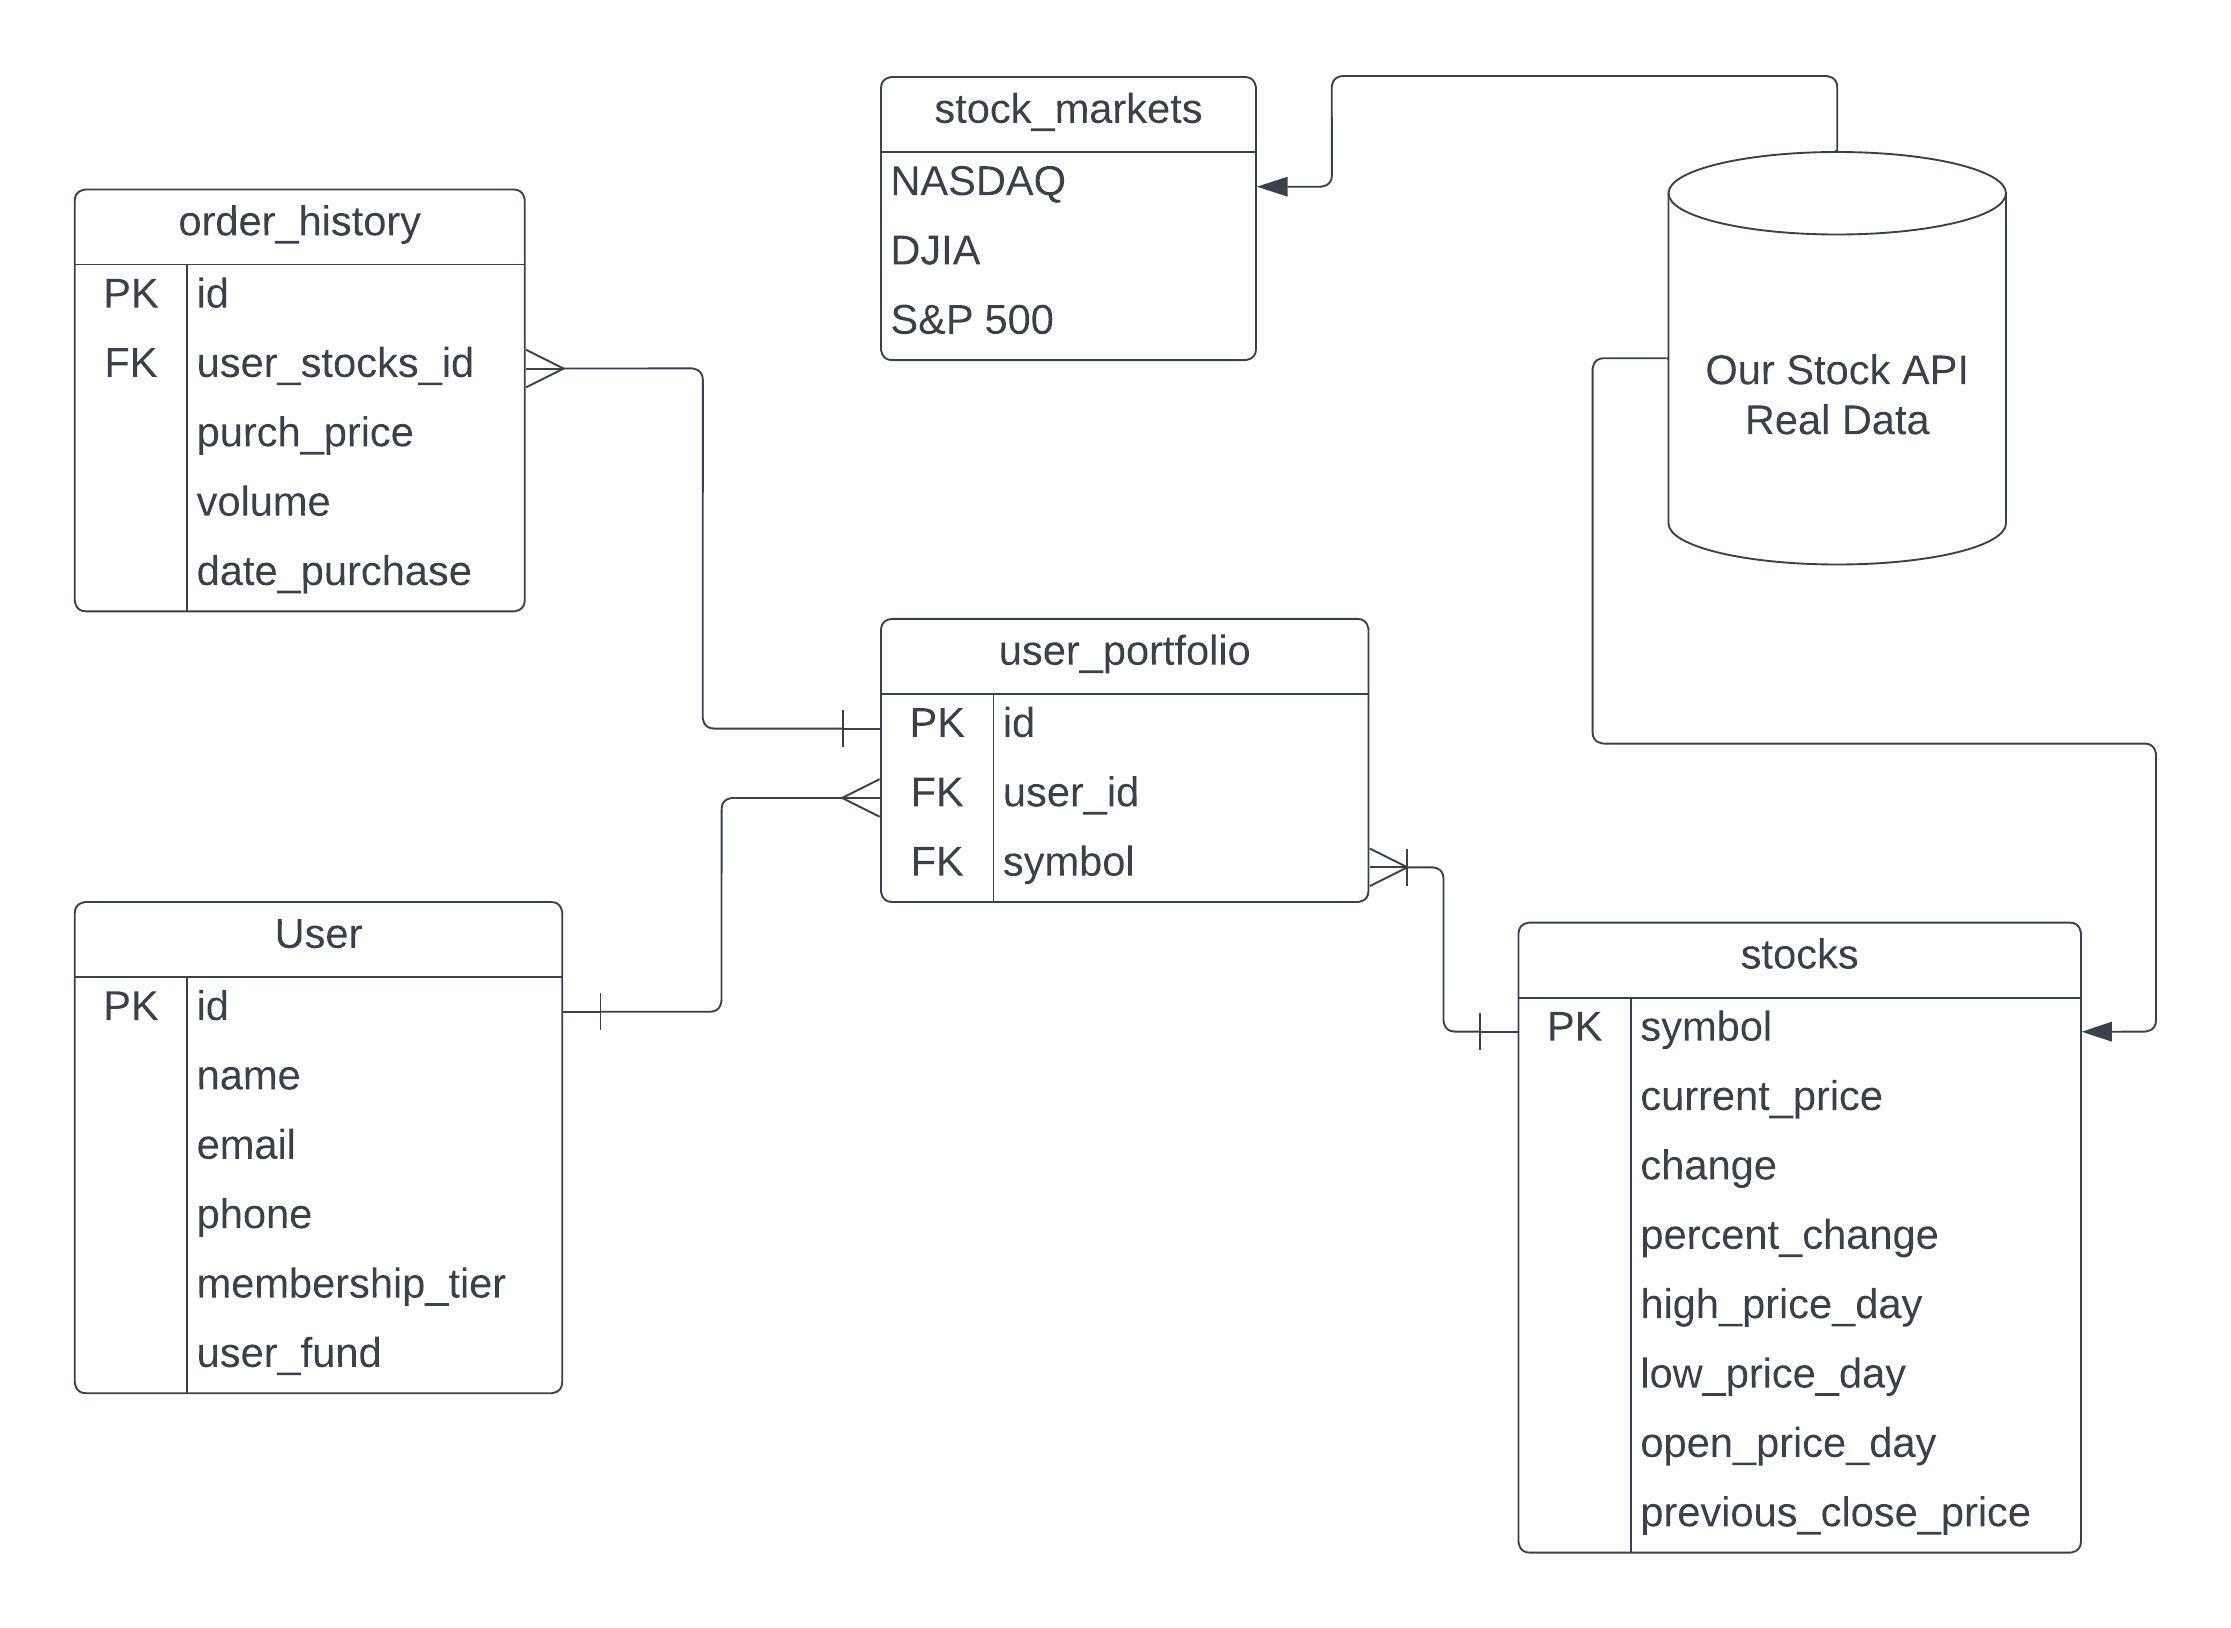 stock_markets
NASDAQ
DJIA
S&P 500
order_history
PK id
FK user_stocks_id
purch_price
volume
date_purchase
Our Stock API
Real Data
user_portfolio
PK id
FK user_id
FK symbol
User
PK id
name
email
phone
membership_tier
user_fund
stocks
PK symbol
current_price
change
percent_change
high_price_day
low_price_day
open_price_day
previous_close_price